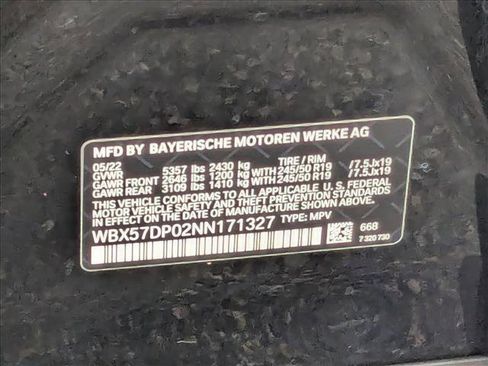 MFD BY BAYERISCHE MOTOREN WERKE AG
05/22 5357 lbs 2430 kg TIRE / RIM
GVWR
GAWR FRONT 2646 lbs 1200 kg WITH 245/50 R19 /7.5Jx19
GAWR REAR 3109 lbs 1410 kg WITH 245/50 R19 /7.5Jx19
THIS VEHICLE CONFORMS TO ALL APPLICABLE U.S. FEDERAL
MOTOR VEHICLE SAFETY AND THEFT PREVENTION STANDARDS
IN EFFECT ON THE DATE OF MANUFACTURE SHOWN ABOVE.
WBX57DP02NN171327 TYPE: MPV
668
7 320 730